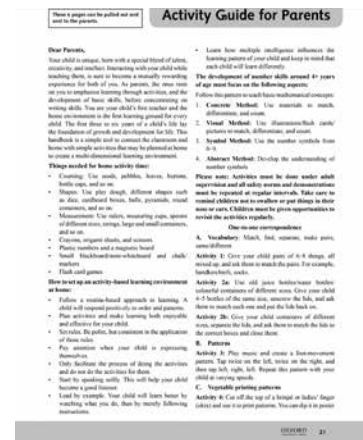 These pages can be pulled out and
sent to the parents.
Activity Guide for Parents
Dear Parents,
Your child is unique, born with a special blend of talent,
creativity, and intellect. Interacting with your child while
teaching them, is sure to become a mutually rewarding
experience for both of you. As parents, the onus rests
on you to emphasize learning through activities, and the
development of basic skills, before concentrating on
writing skills. You are your child's first teacher and the
home environment is the first learning ground for every
child. The first three to six years of a child's life lay
the foundation of growth and development for life. This
handbook is a simple tool to connect the classroom and
home with simple activities that may be planned at home
to create a multi-dimensional learning environment.
Things needed for home activity time:
• Counting: Use seeds, pebbles, leaves, buttons,
bottle caps, and so on.
• Shapes: Use play dough, different shapes such
as dice, cardboard boxes, balls, pyramids, round
containers, and so on.
• Measurement: Use rulers, measuring cups, spoons
of different sizes, strings, large and small containers,
and so on.
• Crayons, origami sheets, and scissors
• Plastic numbers and a magnetic board
• Small blackboard/non-whiteboard and chalk/
markers
• Flash card games
How to set up an activity-based learning environment
at home:
• Follow a routine-based approach to learning. A
child will respond positively to order and patterns.
• Plan activities and make learning both enjoyable
and effective for your child.
• Set rules. Be polite, but consistent in the application
of those rules.
• Pay attention when your child is expressing
themselves.
• Only facilitate the process of doing the activities
and do not do the activities for them.
• Start by speaking softly. This will help your child
become a good listener.
• Lead by example. Your child will learn better by
watching what you do, than by merely following
instructions.
• Learn how multiple intelligence influences the
learning pattern of your child and keep in mind that
each child will learn differently.
The development of number skills around 4+ years
of age must focus on the following aspects:
Follow this pattern to teach basic mathematical concepts:
1. Concrete Method: Use materials to match,
differentiate, and count.
2. Visual Method: Use illustrations/flash cards/
pictures to match, differentiate, and count.
3. Symbol Method: Use the number symbols from
0–9.
4. Abstract Method: Develop the understanding of
number symbols
Please note: Activities must be done under adult
supervision and all safety norms and demonstrations
must be repeated at regular intervals. Take care to
remind children not to swallow or put things in their
nose or ears. Children must be given opportunities to
revisit the activities regularly.
One-to-one correspondence
A. Vocabulary: Match, find, separate, make pairs,
same/different
Activity 1: Give your child pairs of 6–8 things, all
mixed up, and ask them to match the pairs. For example,
handkerchiefs, socks.
Activity 2a: Use old juice bottles/water bottles/
colourful containers of different sizes. Give your child
4–5 bottles of the same size, unscrew the lids, and ask
them to match each one and put the lids back on.
Activity 2b: Give your child containers of different
sizes, separate the lids, and ask them to match the lids to
the correct boxes and close them.
B. Patterns
Activity 3: Play music and create a foot-movement
pattern. Tap twice on the left, twice on the right, and
then tap left, right, left. Repeat this pattern with your
child at varying speeds.
C. Vegetable printing patterns
Activity 4: Cut off the top of a brinjal or ladies' finger
(okra) and use it to print patterns. You can dip it in poster
OXFORD
21